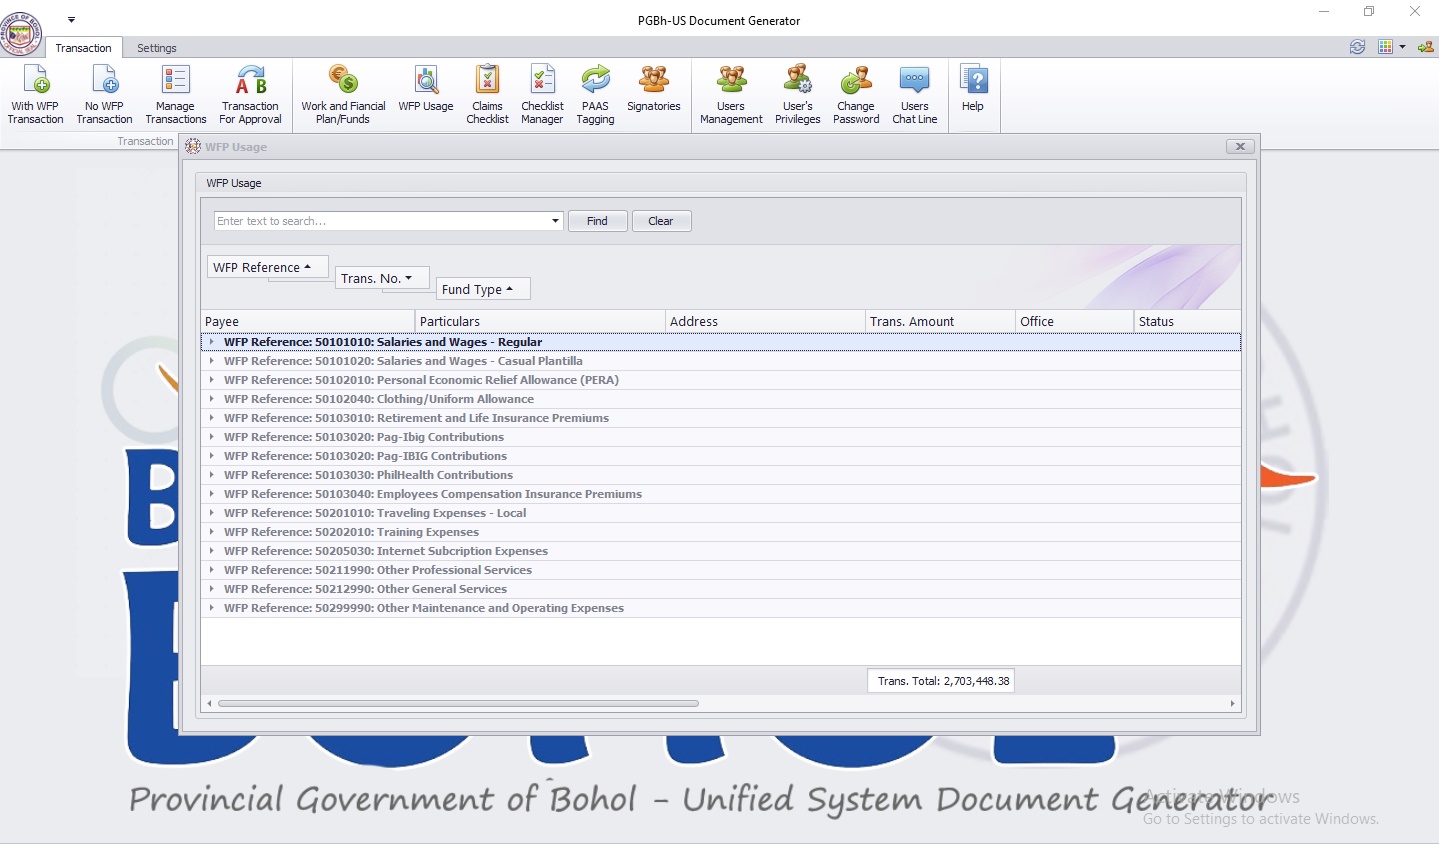 PGBh-US Document Generator
Transaction
Settings
With WFP Transaction
No WFP Transaction
Manage Transactions
Transaction For Approval
Work and Fiancial Plan/Funds
WFP Usage
Claims Checklist
Checklist Manager
PAAS Tagging
Signatories
Users Management
User's Privileges
Change Password
Users Chat Line
Help
Transaction
WFP Usage
WFP Usage
Enter text to search...
Find
Clear
WFP Reference
Trans. No.
Fund Type
Payee
Particulars
Address
Trans. Amount
Office
Status
WFP Reference: 50101010: Salaries and Wages - Regular
WFP Reference: 50101020: Salaries and Wages - Casual Plantilla
WFP Reference: 50102010: Personal Economic Relief Allowance (PERA)
WFP Reference: 50102040: Clothing/Uniform Allowance
WFP Reference: 50103010: Retirement and Life Insurance Premiums
WFP Reference: 50103020: Pag-Ibig Contributions
WFP Reference: 50103020: Pag-IBIG Contributions
WFP Reference: 50103030: PhilHealth Contributions
WFP Reference: 50103040: Employees Compensation Insurance Premiums
WFP Reference: 50201010: Traveling Expenses - Local
WFP Reference: 50202010: Training Expenses
WFP Reference: 50205030: Internet Subcription Expenses
WFP Reference: 50211990: Other Professional Services
WFP Reference: 50212990: Other General Services
WFP Reference: 50299990: Other Maintenance and Operating Expenses
Trans. Total: 2,703,448.38
Provincial Government of Bohol - Unified System Document Generator
Activate Windows
Go to Settings to activate Windows.